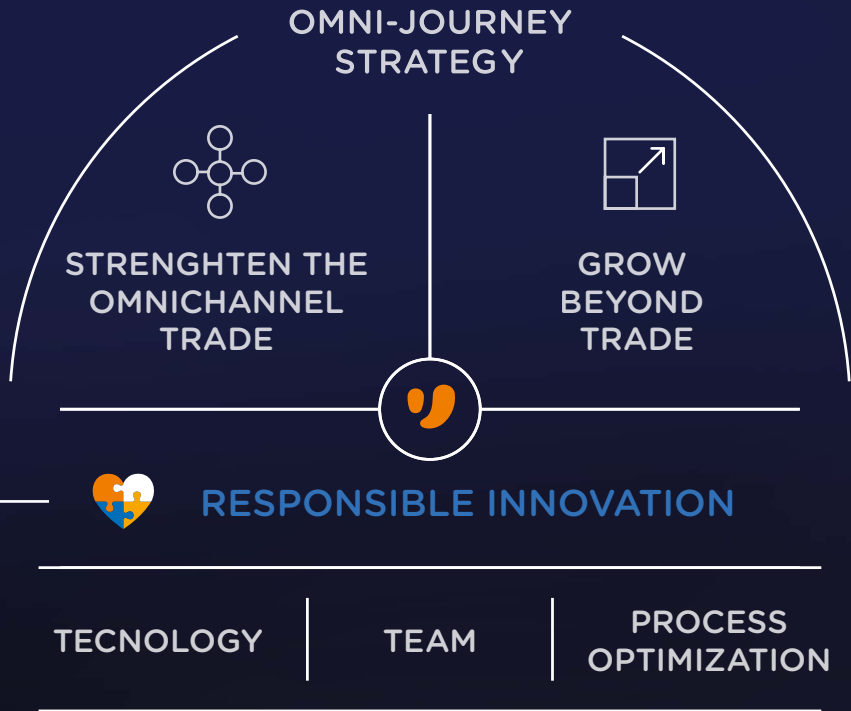 OMNI-JOURNEY
STRATEGY
STRENGHTEN THE
OMNICHANNEL
TRADE
GROW
BEYOND
TRADE
RESPONSIBLE INNOVATION
TECNOLOGY
TEAM
PROCESS
OPTIMIZATION